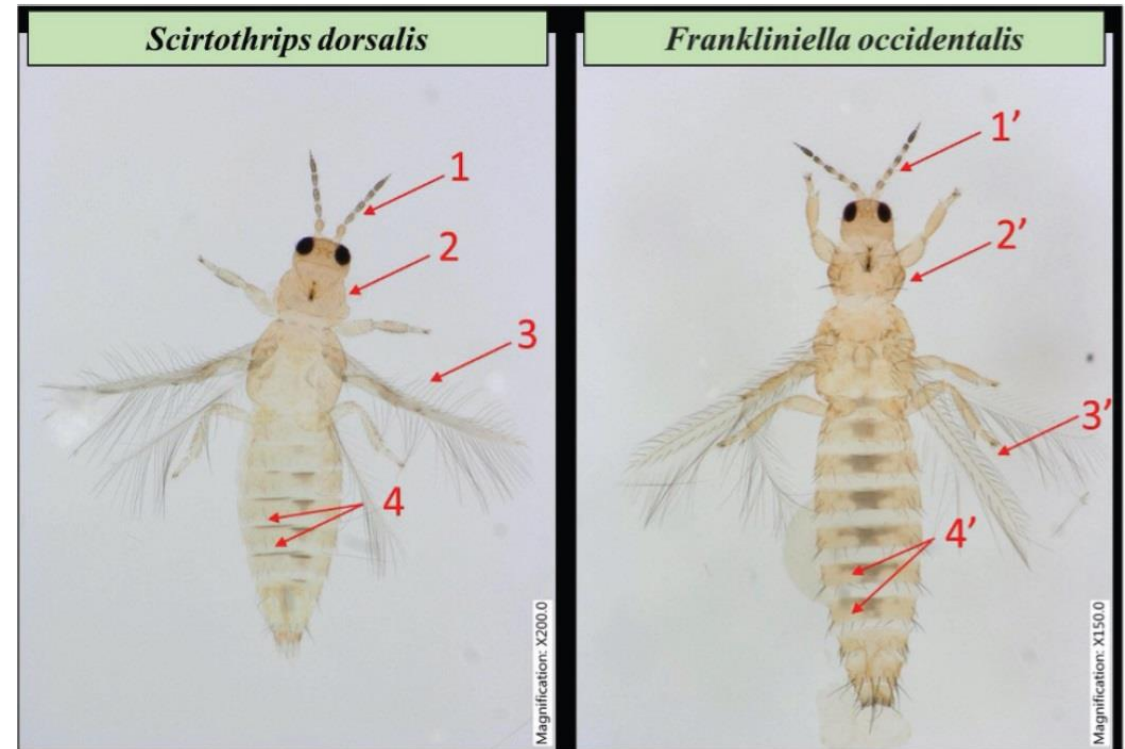 Scirtothrips dorsalis
1
2
3
4
Magnification: X200.0
Frankliniella occidentalis
1’
2’
3’
4’
Magnification: X150.0